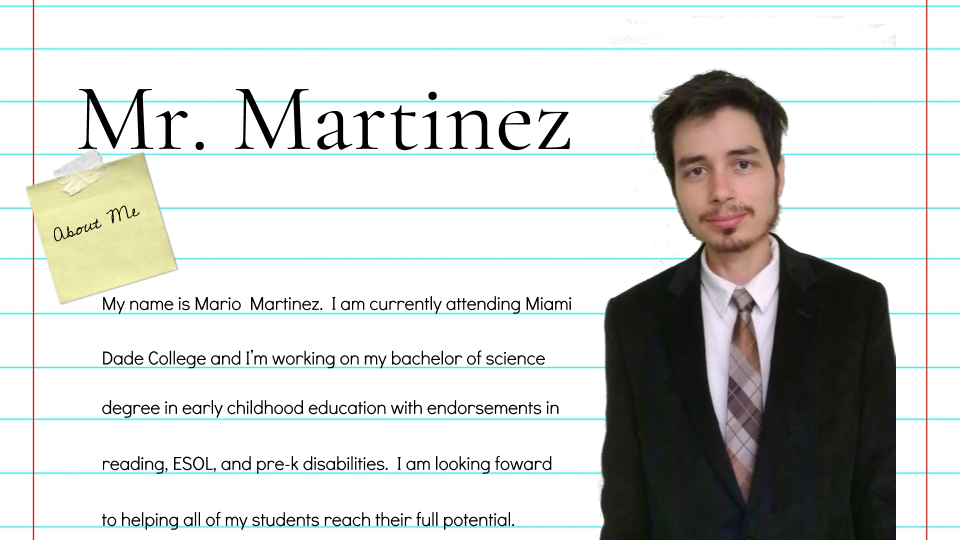 Mr. Martinez
About Me
My name is Mario  Martinez.  I am currently attending Miami
Dade College and I'm working on my bachelor of science
degree in early childhood education with endorsements in
reading, ESOL, and pre-k disabilities.  I am looking foward
to helping all of my students reach their full potential.